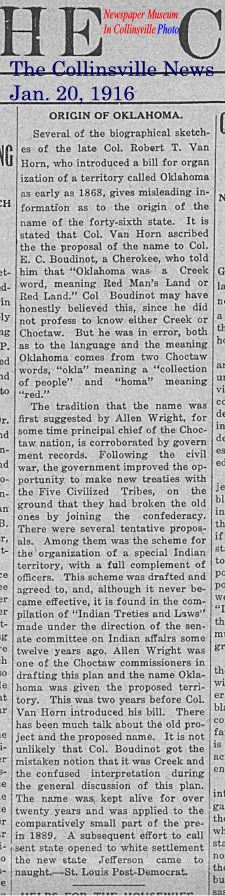 HE C
Newspaper Museum
In Collinsville Photo
The Collinsville News
Jan. 20, 1916
ORIGIN OF OKLAHOMA.
Several of the biographical sketch-
es of the late Col. Robert T. Van
Horn, who introduced a bill for organ
ization of a territory called Oklahoma
as early as 1868, gives misleading in-
formation as to the origin of the
name of the forty-sixth state. It is
stated that Col. Van Horn ascribed
the the proposal of the name to Col.
E. C. Boudinot, a Cherokee, who told
him that "Oklahoma was a Creek
word, meaning Red Man's Land or
Red Land." Col Boudinot may have
honestly believed this, since he did
not profess to know either Creek or
Choctaw. But he was in error, both
as to the language and the meaning
Oklahoma comes from two Choctaw
words, "okla" meaning a "collection
of people" and "homa" meaning
"red."
The tradition that the name was
first suggested by Allen Wright, for
some time principal chief of the Choc-
taw nation, is corroborated by govern
ment records. Following the civil
war, the government improved the op-
portunity to make new treaties with
the Five Civilized Tribes, on the
ground that they had broken the old
ones by joining the confederacy.
There were several tentative propos-
als. Among them was the scheme for
the organization of a special Indian
territory, with a full complement of
officers. This scheme was drafted and
agreed to, and, although it never be-
came effective, it is found in the com-
pilation of "Indian Treties and Laws"
made under the direction of the sen-
ate committee on Indian affairs some
twelve years ago. Allen Wright was
one of the Choctaw commissioners in
drafting this plan and the name Okla-
homa was given the proposed terri-
tory. This was two years before Col.
Van Horn introduced his bill. There
has been much talk about the old pro-
ject and the proposed name. It is not
unlikely that Col. Boudinot got the
mistaken notion that it was Creek and
the confused interpretation during
the general discussion of this plan.
The name was kept alive for over
twenty years and was applied to the
comparatively small part of the pre-
in 1889. A subsequent effort to call
sent state opened to white settlement
the new state Jefferson came to
naught.—St. Louis Post-Democrat.